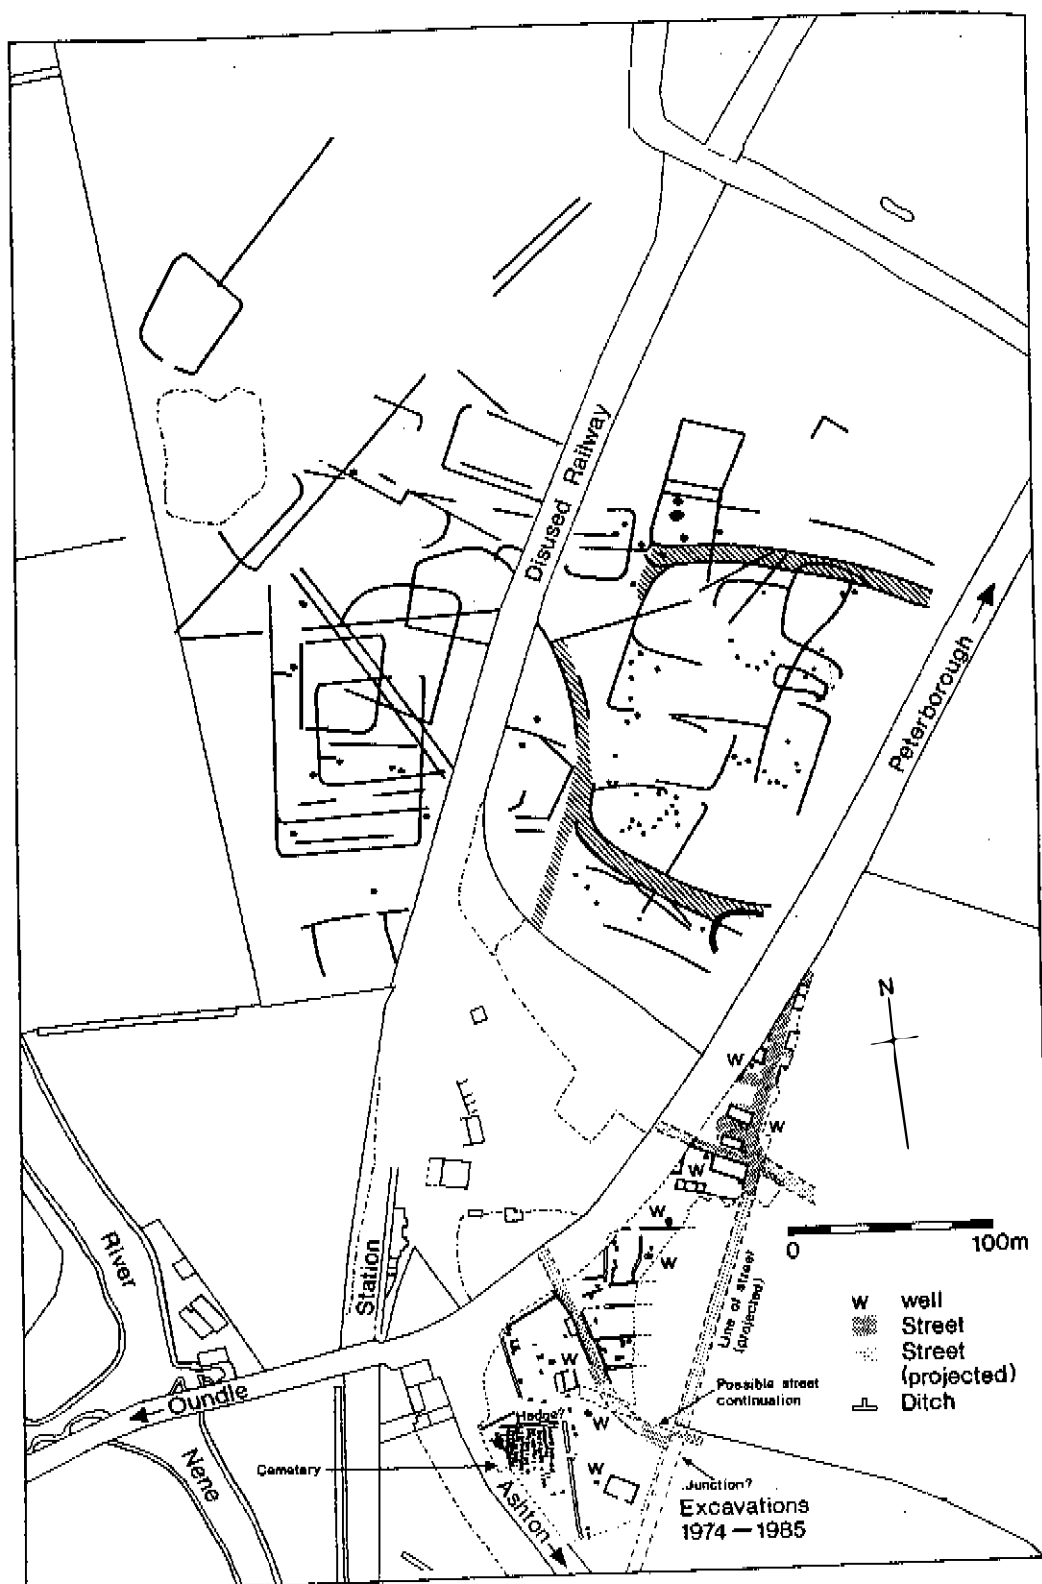 Disused Railway
Peterborough
N
W
W
W
W
W
0
100m
River
Station
Line of street
(projected)
W well
Street
Street
(projected)
Ditch
Oundle
W
Possible street
continuation
Hedge?
W
Nene
Cemetery
W
Ashton
Junction?
Excavations
1974 — 1985